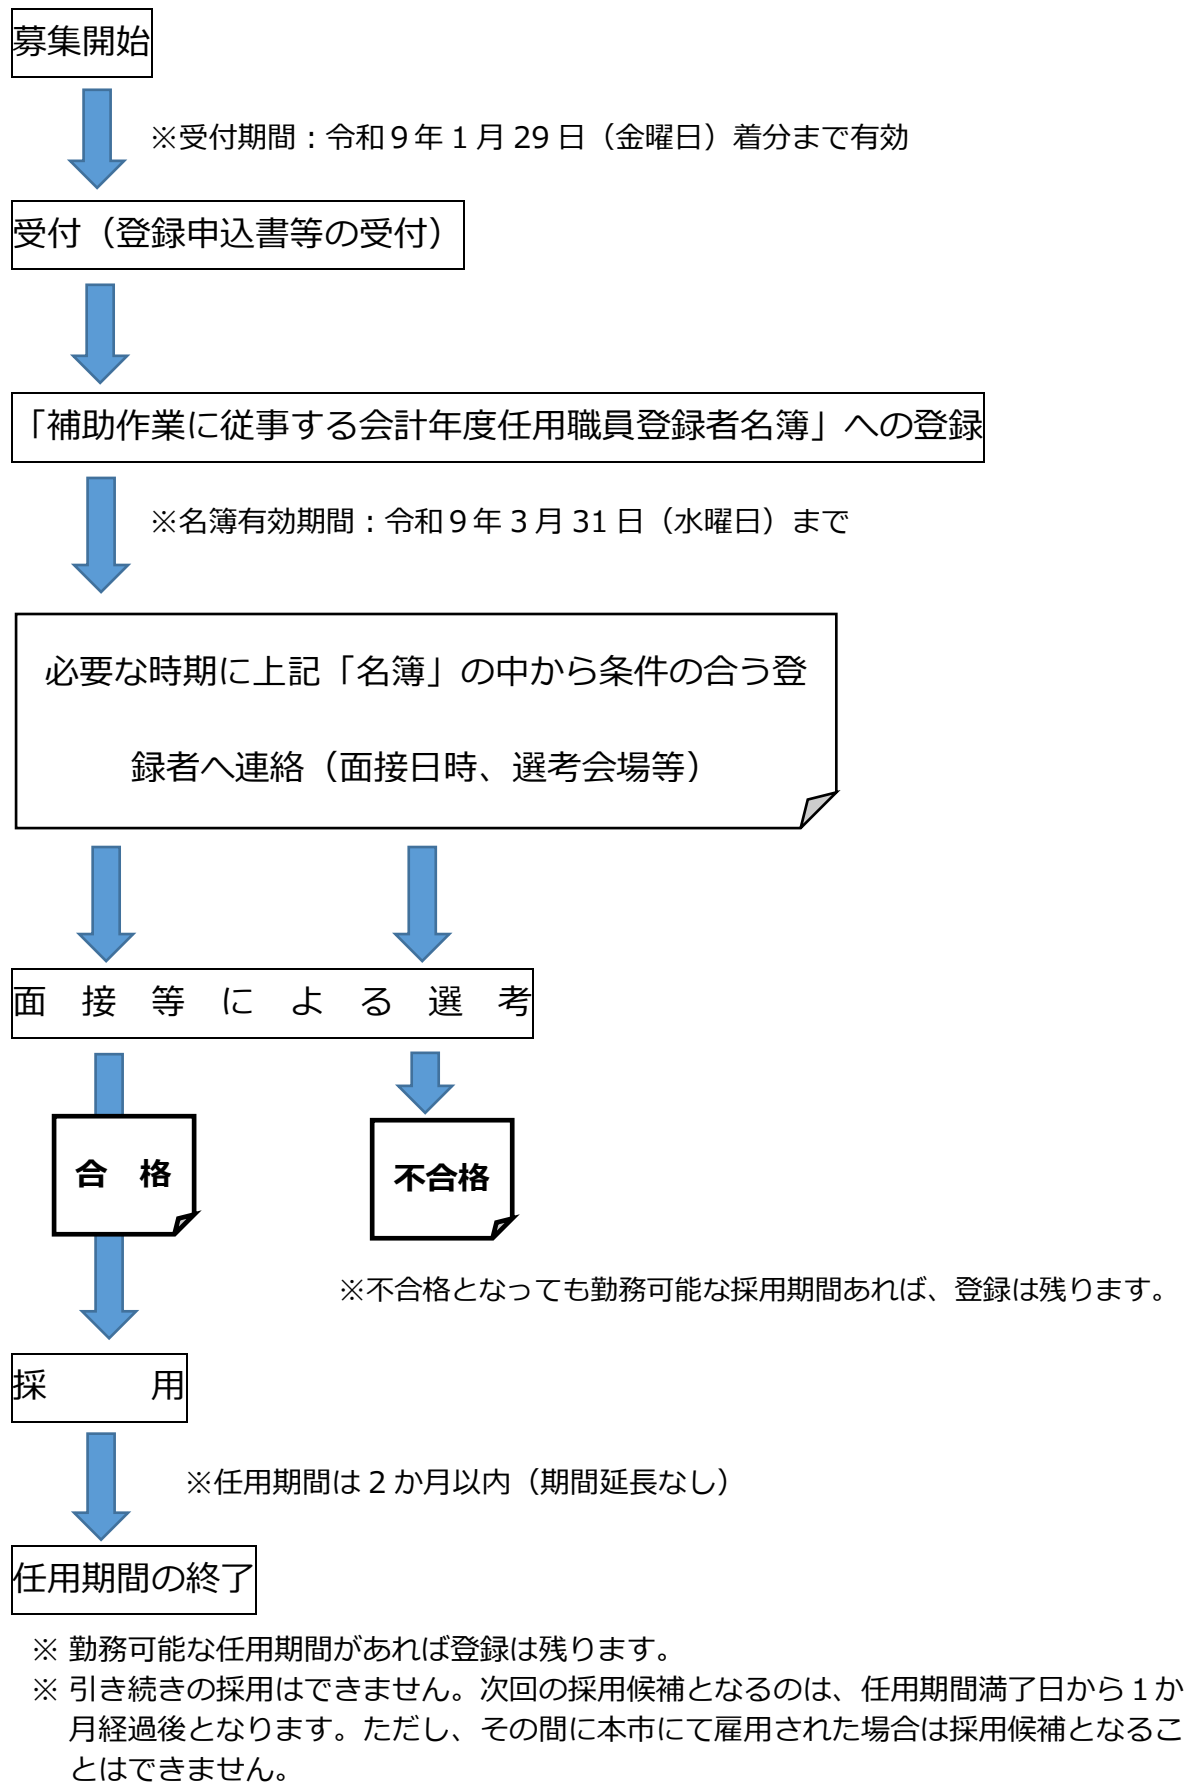 募集開始
※受付期間：令和９年１月 29 日（金曜日）着分まで有効
受付（登録申込書等の受付）
「補助作業に従事する会計年度任用職員登録者名簿」への登録
※名簿有効期間：令和９年３月 31 日（水曜日）まで
必要な時期に上記「名簿」の中から条件の合う登
録者へ連絡（面接日時、選考会場等）
面　接　等　に　よ　る　選　考
合　格
不合格
※不合格となっても勤務可能な採用期間あれば、登録は残ります。
採　　　用
※任用期間は２か月以内（期間延長なし）
任用期間の終了
※ 勤務可能な任用期間があれば登録は残ります。
※ 引き続きの採用はできません。次回の採用候補となるのは、任用期間満了日から１か
月経過後となります。ただし、その間に本市にて雇用された場合は採用候補となるこ
とはできません。